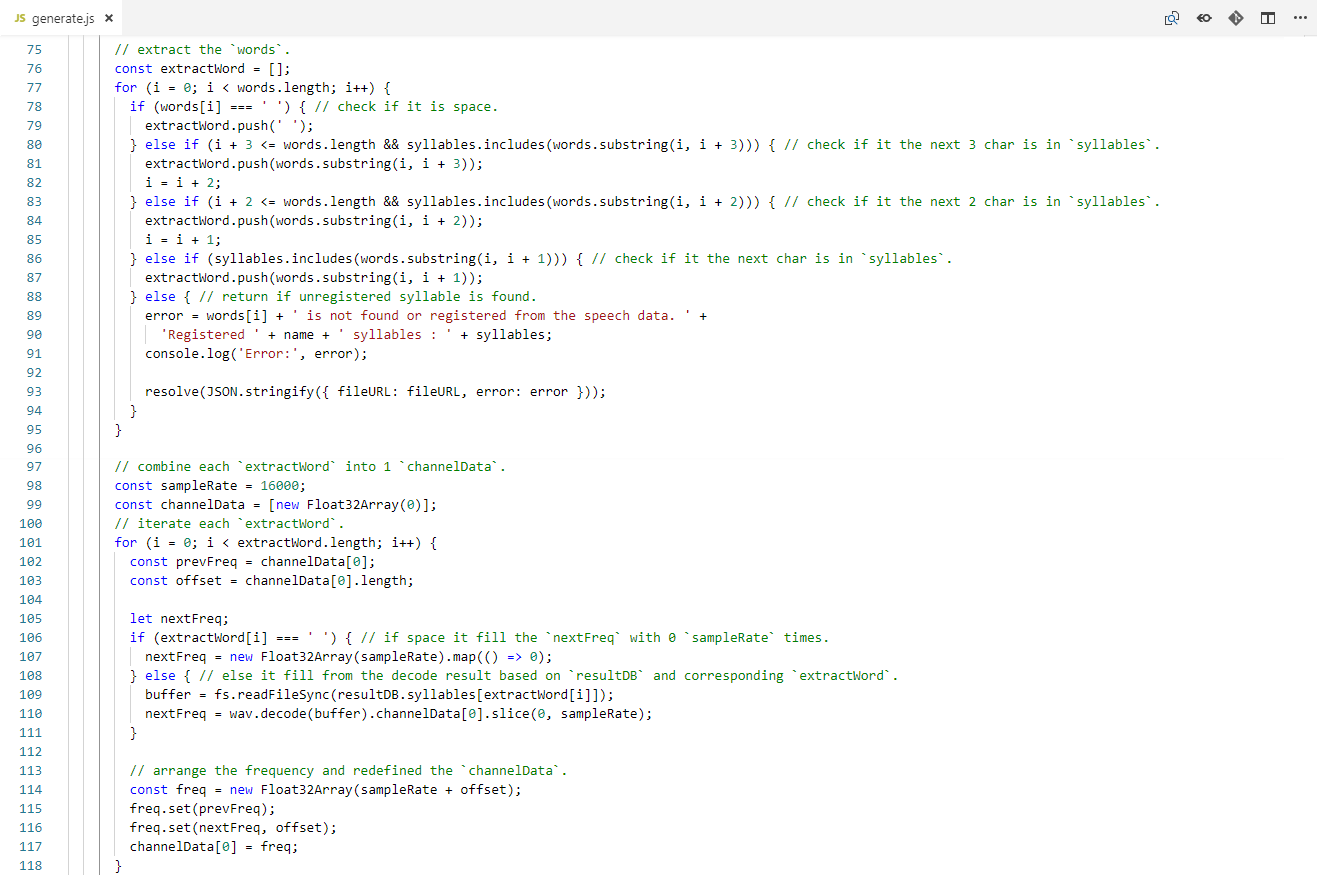 JS generate.js ×
75 // extract the `words`.
76 const extractWord = [];
77 for (i = 0; i < words.length; i++) {
78 if (words[i] === ' ') { // check if it is space.
79 extractWord.push(' ');
80 } else if (i + 3 <= words.length && syllables.includes(words.substring(i, i + 3))) { // check if it the next 3 char is in `syllables`.
81 extractWord.push(words.substring(i, i + 3));
82 i = i + 2;
83 } else if (i + 2 <= words.length && syllables.includes(words.substring(i, i + 2))) { // check if it the next 2 char is in `syllables`.
84 extractWord.push(words.substring(i, i + 2));
85 i = i + 1;
86 } else if (syllables.includes(words.substring(i, i + 1))) { // check if it the next char is in `syllables`.
87 extractWord.push(words.substring(i, i + 1));
88 } else { // return if unregistered syllable is found.
89 error = words[i] + ' is not found or registered from the speech data. ' +
90 'Registered ' + name + ' syllables : ' + syllables;
91 console.log('Error:', error);
92
93 resolve(JSON.stringify({ fileURL: fileURL, error: error }));
94 }
95 }
96
97 // combine each `extractWord` into 1 `channelData`.
98 const sampleRate = 16000;
99 const channelData = [new Float32Array(0)];
100 // iterate each `extractWord`.
101 for (i = 0; i < extractWord.length; i++) {
102 const prevFreq = channelData[0];
103 const offset = channelData[0].length;
104
105 let nextFreq;
106 if (extractWord[i] === ' ') { // if space it fill the `nextFreq` with 0 `sampleRate` times.
107 nextFreq = new Float32Array(sampleRate).map(() => 0);
108 } else { // else it fill from the decode result based on `resultDB` and corresponding `extractWord`.
109 buffer = fs.readFileSync(resultDB.syllables[extractWord[i]]);
110 nextFreq = wav.decode(buffer).channelData[0].slice(0, sampleRate);
111 }
112
113 // arrange the frequency and redefined the `channelData`.
114 const freq = new Float32Array(sampleRate + offset);
115 freq.set(prevFreq);
116 freq.set(nextFreq, offset);
117 channelData[0] = freq;
118 }